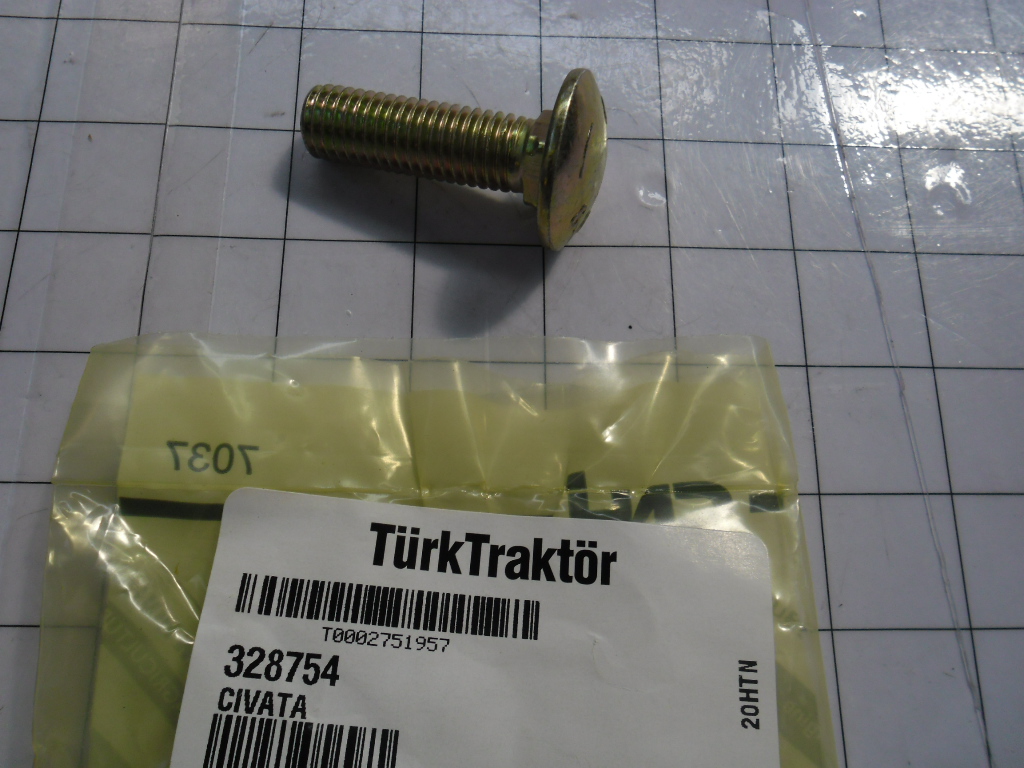 7037
TürkTraktör
T0002751957
328754
CIVATA
20HTN